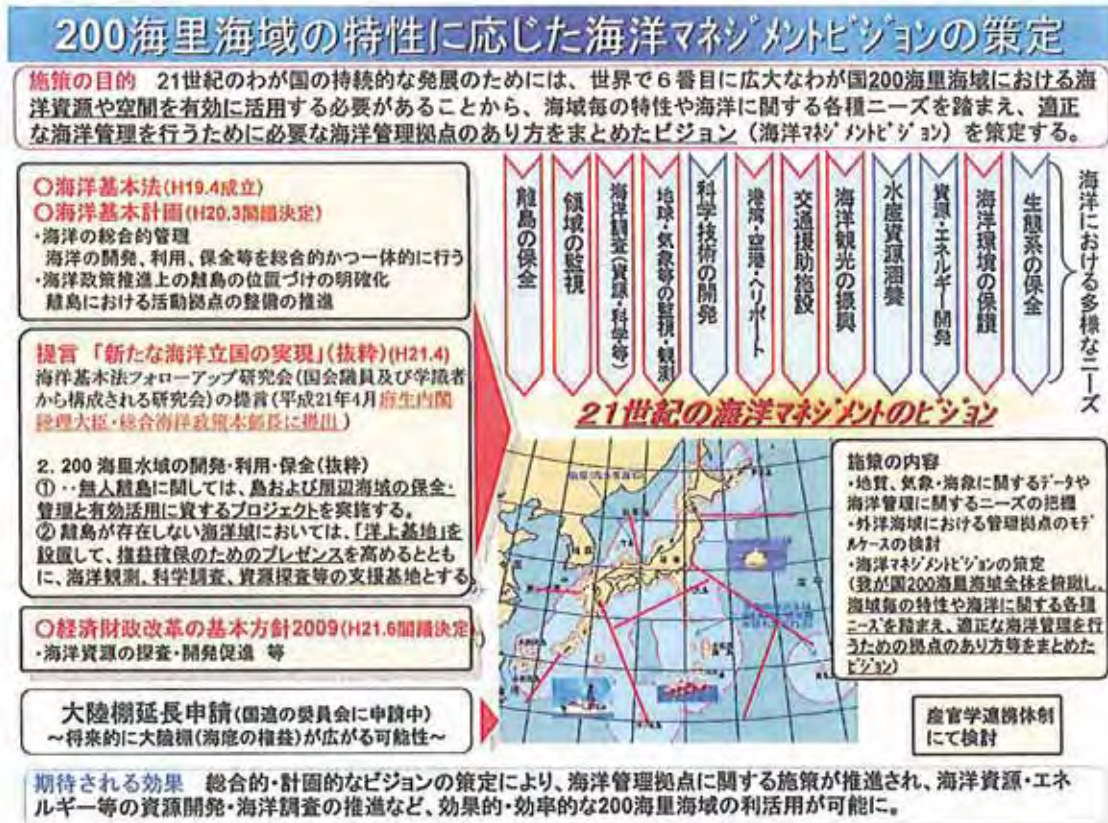 200海里海域の特性に応じた海洋マネジメントビジョンの策定
施策の目的 21世紀のわが国の持続的な発展のためには、世界で6番目に広大なわが国200海里海域における海
洋資源や空間を有効に活用する必要があることから、海域毎の特性や海洋に関する各種ニーズを踏まえ、適正
な海洋管理を行うために必要な海洋管理拠点のあり方をまとめたビジョン（海洋マネジメントビジョン）を策定する。
○海洋基本法(H19.4成立)
○海洋基本計画(H20.3閣議決定)
・海洋の総合的管理
海洋の開発、利用、保全等を総合的かつ一体的に行う
・海洋政策推進上の離島の位置づけの明確化
離島における活動拠点の整備の推進
提言 「新たな海洋立国の実現」(抜粋)(H21.4)
海洋基本法フォローアップ研究会（国会議員及び学識者
から構成される研究会）の提言（平成21年4月麻生内閣
総理大臣・総合海洋政策本部長に提出）
2. 200 海里水域の開発・利用・保全(抜粋)
①‥無人離島に関しては、島および周辺海域の保全・
管理と有効活用に資するプロジェクトを実施する。
②離島が存在しない海洋域においては、「洋上基地」を
設置して、権益確保のためのプレゼンスを高めるととも
に、海洋観測、科学調査、資源探査等の支援基地とする
○経済財政改革の基本方針2009(H21.6閣議決定)
・海洋資源の探査・開発促進 等
大陸棚延長申請(国連の委員会に申請中)
～将来的に大陸棚(海底の権益)が広がる可能性～
離島の保全
領域の監視
海洋調査(資源・科学等)
地球・気象等の監視・観測
科学・技術の開発
港湾・空港・ヘリポート
交通援助施設
海洋観光の振興
水産資源涵養
資源・エネルギー開発
海洋環境の保護
生態系の保全
海洋における多様なニーズ
21世紀の海洋マネジメントのビジョン
施策の内容
・地質、気象・海象に関するデータや
海洋管理に関するニーズの把握
・外洋海域における管理拠点のモデ
ルケースの検討
・海洋マネジメントビジョンの策定
(我が国200海里海域全体を俯瞰し、
海域毎の特性や海洋に関する各種
ニーズを踏まえ、適正な海洋管理を行
うための拠点のあり方等をまとめた
ビジョン)
産官学連携体制
にて検討
期待される効果 総合的・計画的なビジョンの策定により、海洋管理拠点に関する施策が推進され、海洋資源・エネ
ルギー等の資源開発・海洋調査の推進など、効果的・効率的な200海里海域の利活用が可能に。